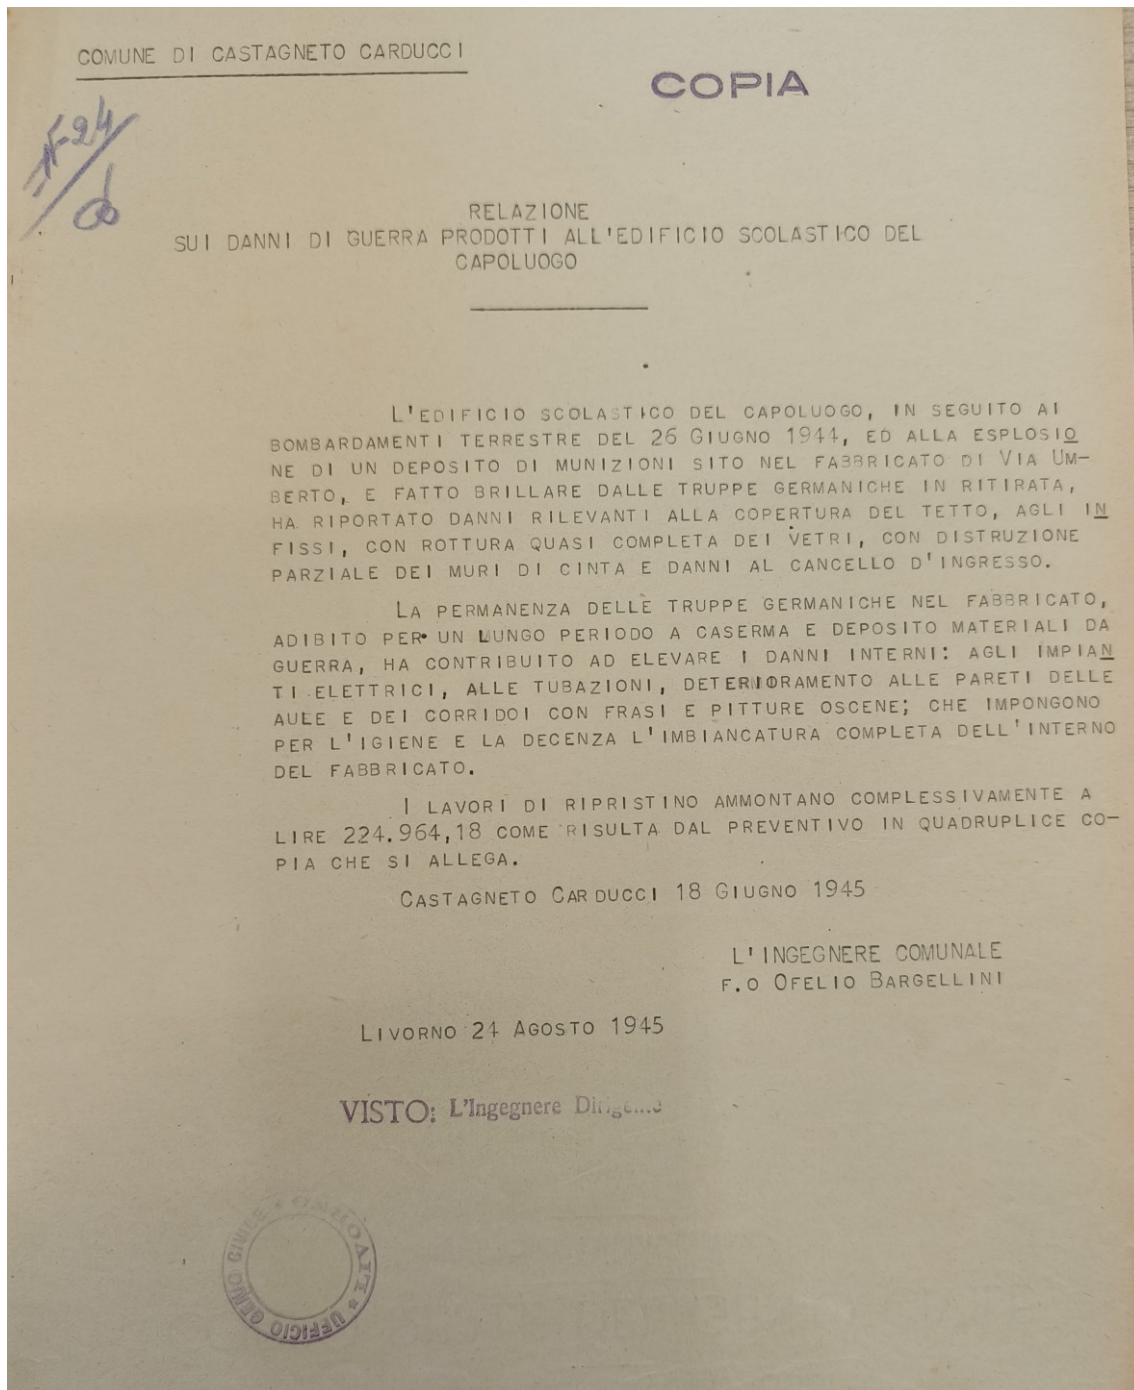 COMUNE DI CASTAGNETO CARDUCCI
COPIA
N-24
RELAZIONE
SUI DANNI DI GUERRA PRODOTTI ALL'EDIFICIO SCOLASTICO DEL
CAPOLUOGO
L'EDIFICIO SCOLASTICO DEL CAPOLUOGO, IN SEGUITO AI
BOMBARDAMENTI TERRESTRE DEL 26 GIUGNO 1944, ED ALLA ESPLOSIO
NE DI UN DEPOSITO DI MUNIZIONI SITO NEL FABBRICATO DI VIA UM-
BERTO, E FATTO BRILLARE DALLE TRUPPE GERMANICHE IN RITIRATA,
HA RIPORTATO DANNI RILEVANTI ALLA COPERTURA DEL TETTO, AGLI IN
FISSI, CON ROTTURA QUASI COMPLETA DEI VETRI, CON DISTRUZIONE
PARZIALE DEI MURI DI CINTA E DANNI AL CANCELLO D'INGRESSO.
LA PERMANENZA DELLE TRUPPE GERMANICHE NEL FABBRICATO,
ADIBITO PER UN LUNGO PERIODO A CASERMA E DEPOSITO MATERIALI DA
GUERRA, HA CONTRIBUITO AD ELEVARE I DANNI INTERNI: AGLI IMPIAN
TI ELETTRICI, ALLE TUBAZIONI, DETERIORAMENTO ALLE PARETI DELLE
AULE E DEI CORRIDOI CON FRASI E PITTURE OSCENE; CHE IMPONGONO
PER L'IGIENE E LA DECENZA L'IMBIANCATURA COMPLETA DELL'INTERNO
DEL FABBRICATO.
I LAVORI DI RIPRISTINO AMMONTANO COMPLESSIVAMENTE A
LIRE 224.964,18 COME RISULTA DAL PREVENTIVO IN QUADRUPLICE CO-
PIA CHE SI ALLEGA.
CASTAGNETO CARDUCCI 18 GIUGNO 1945
L'INGEGNERE COMUNALE
F.O OFELIO BARGELLINI
LIVORNO 24 AGOSTO 1945
VISTO: L'Ingegnere Dirigente
UFFICIO GENIO CIVILE * LIVORNO *